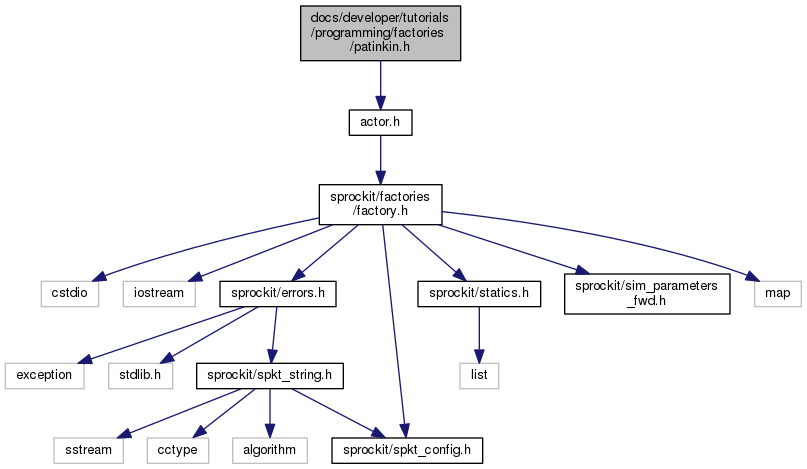 docs/developer/tutorials
/programming/factories
/patinkin.h
actor.h
sprockit/factories
/factory.h
cstdio
iostream
sprockit/errors.h
sprockit/statics.h
sprockit/sim_parameters
_fwd.h
map
exception
stdlib.h
sprockit/spkt_string.h
list
sstream
cctype
algorithm
sprockit/spkt_config.h